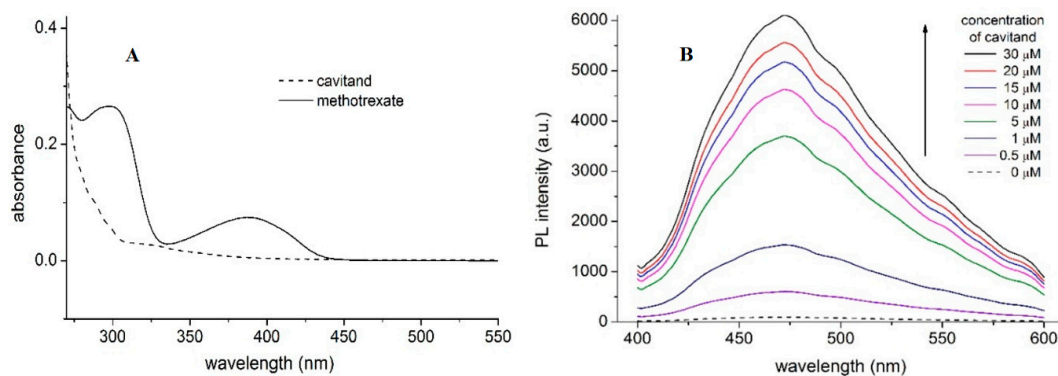 A
cavitand
methotrexate
0.4
0.2
0.0
absorbance
300
350
400
450
500
550
wavelength (nm)
B
concentration
of cavitand
30 μM
20 μM
15 μM
10 μM
5 μM
1 μM
0.5 μM
0 μM
6000
5000
4000
3000
2000
1000
0
PL intensity (a.u.)
400
450
500
550
600
wavelength (nm)